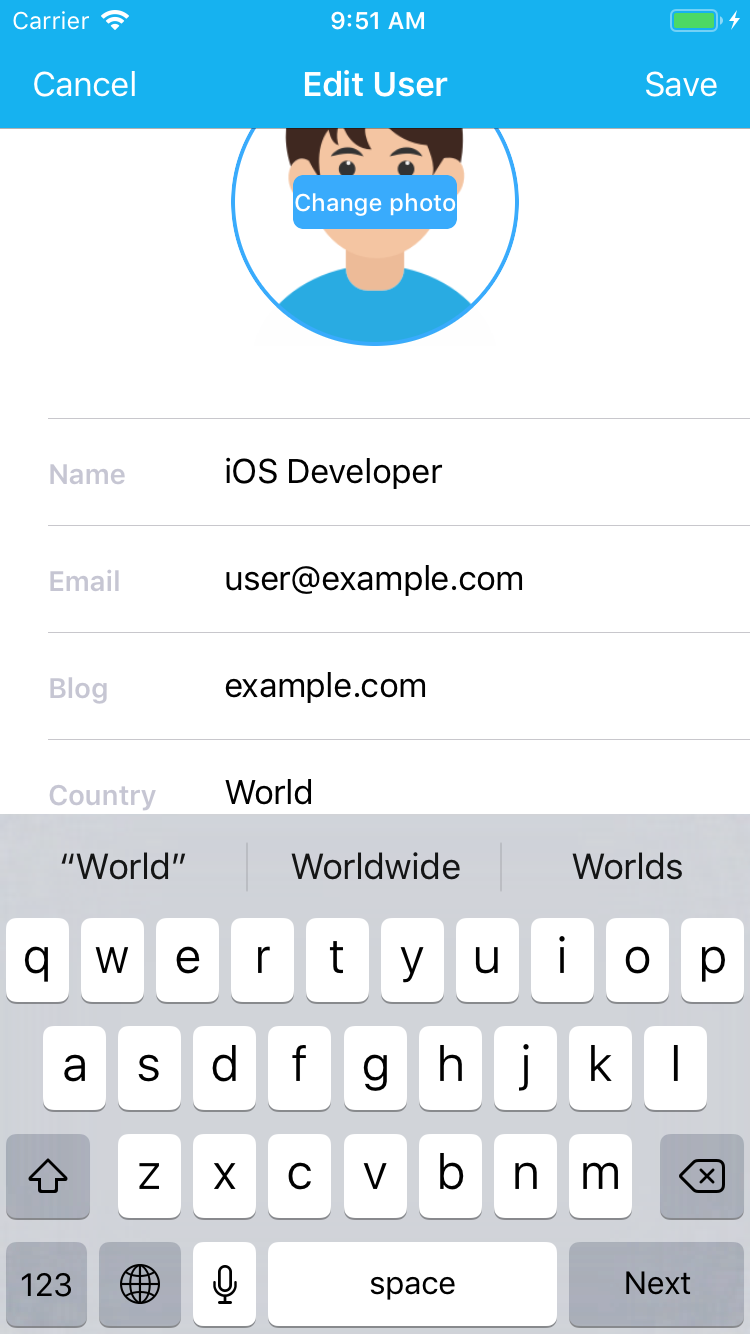 Carrier 9:51 AM
Cancel Edit User Save
Change photo
Name iOS Developer
Email user@example.com
Blog example.com
Country World
“World” Worldwide Worlds
q w e r t y u i o p
a s d f g h j k l
z x c v b n m
123 space Next